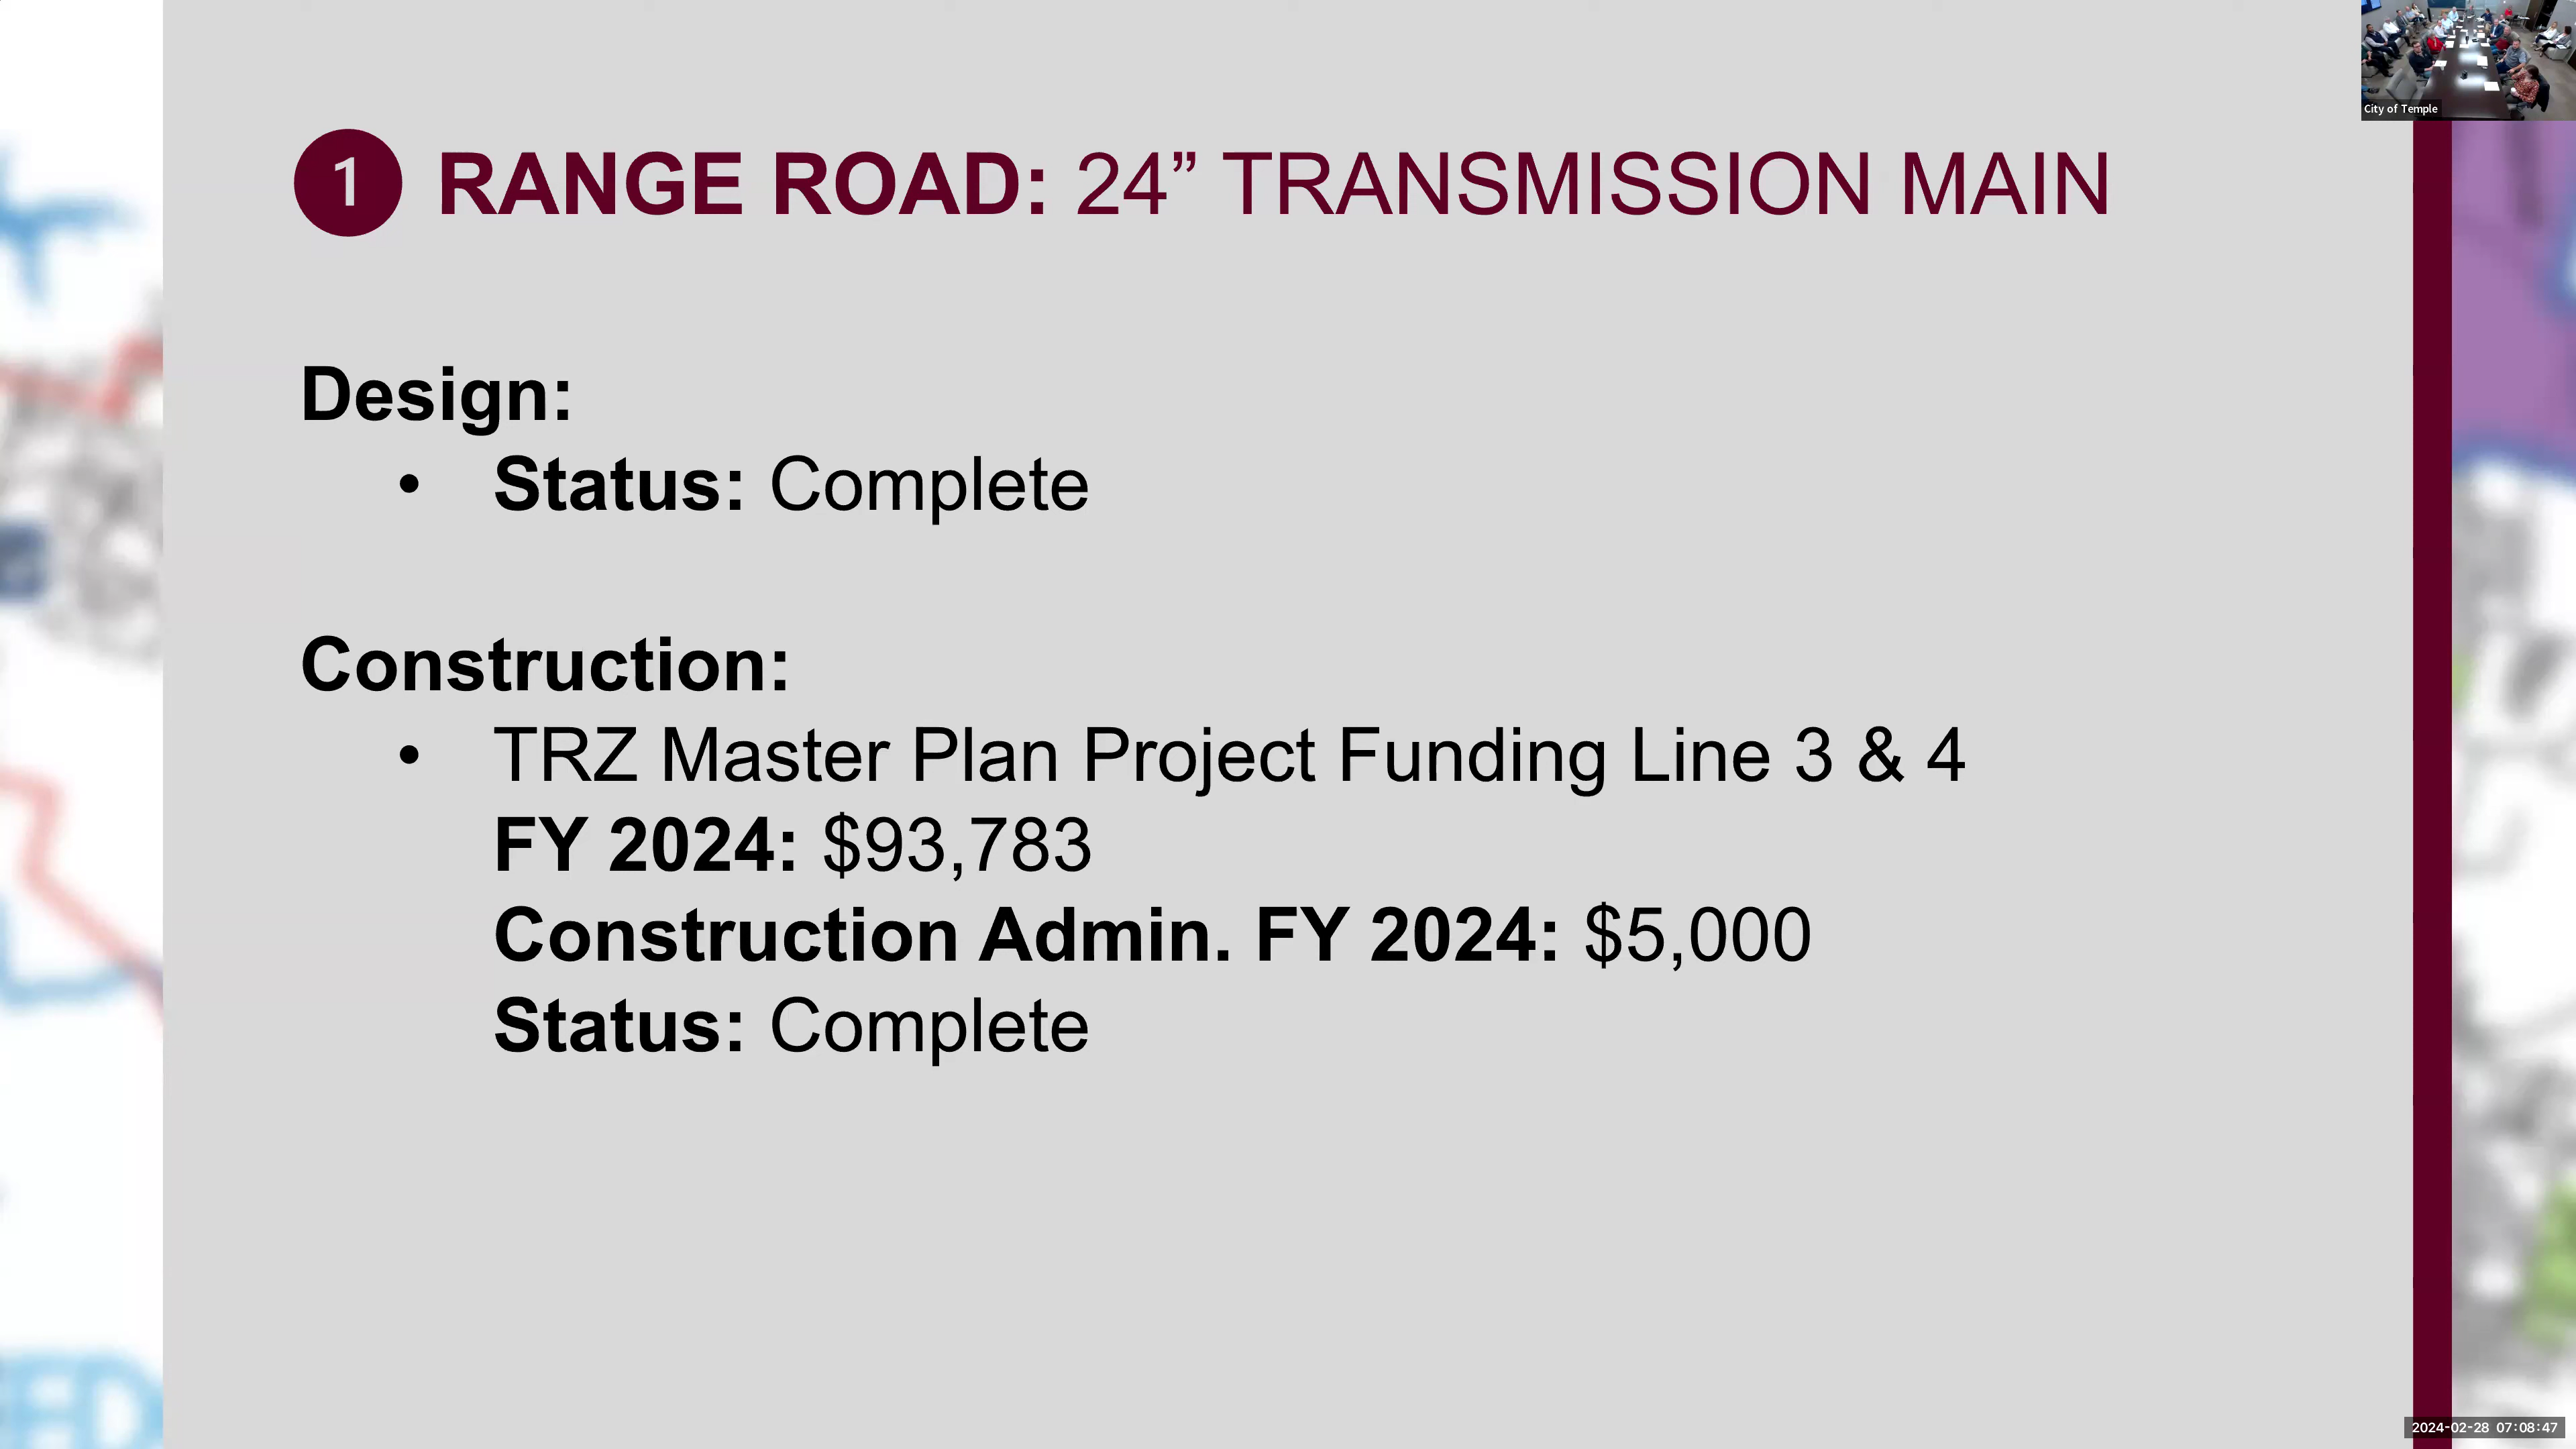 City of Temple
1 RANGE ROAD: 24” TRANSMISSION MAIN
Design:
• Status: Complete
Construction:
• TRZ Master Plan Project Funding Line 3 & 4
FY 2024: $93,783
Construction Admin. FY 2024: $5,000
Status: Complete
ED
2024-02-28 07:08:47